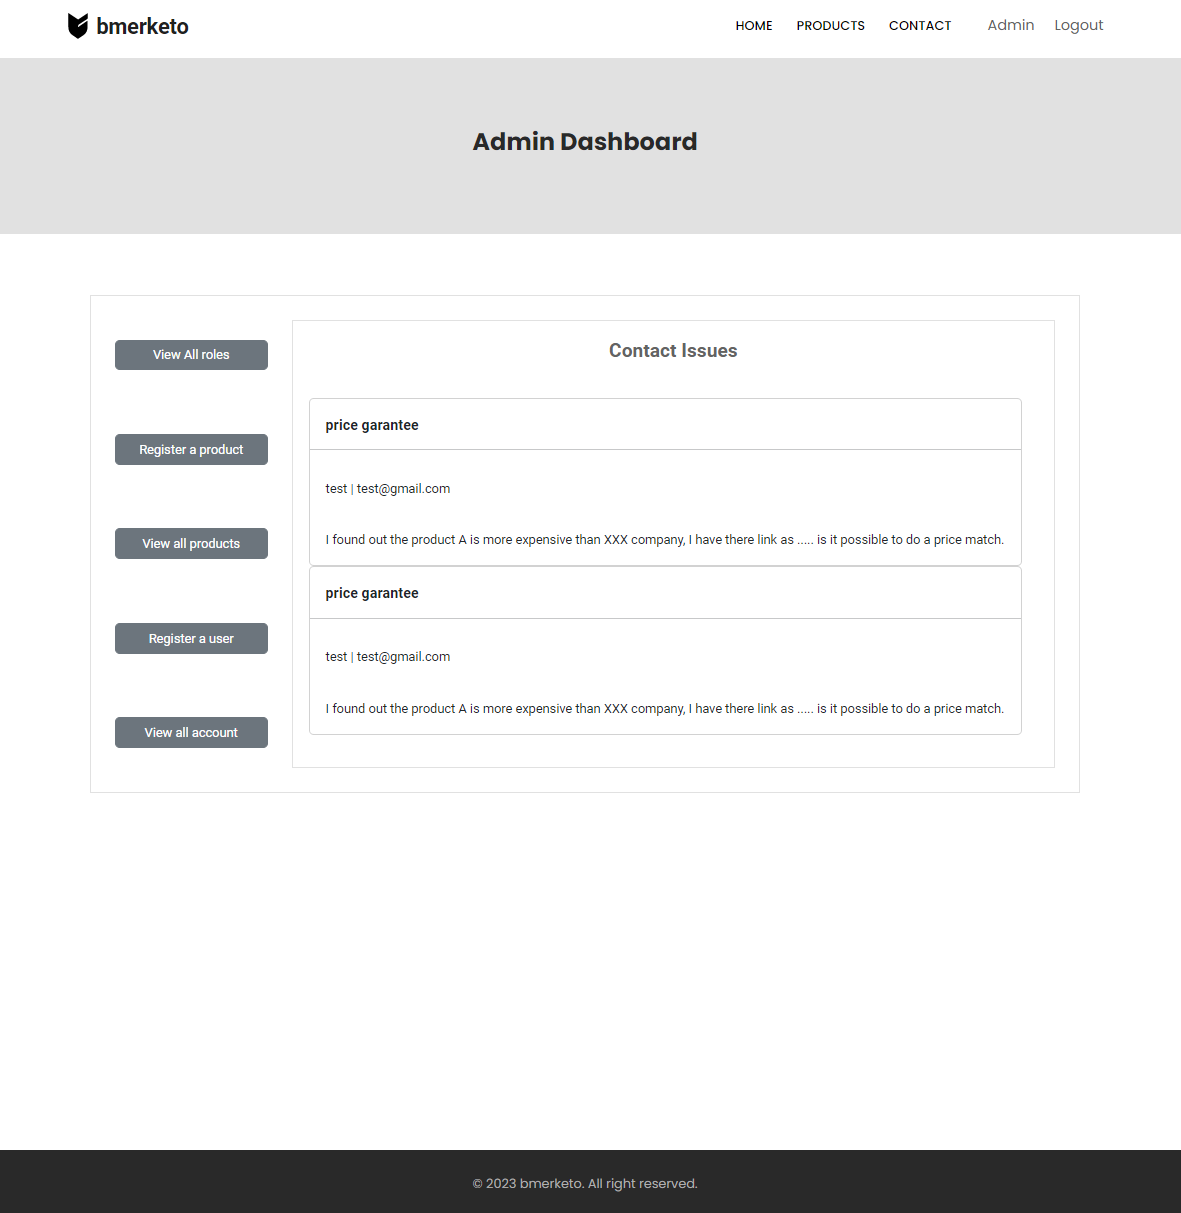 bmerketo
HOME PRODUCTS CONTACT Admin Logout
Admin Dashboard
View All roles
Register a product
View all products
Register a user
View all account
Contact Issues
price garantee
test | test@gmail.com
I found out the product A is more expensive than XXX company, I have there link as ..... is it possible to do a price match.
price garantee
test | test@gmail.com
I found out the product A is more expensive than XXX company, I have there link as ..... is it possible to do a price match.
© 2023 bmerketo. All right reserved.